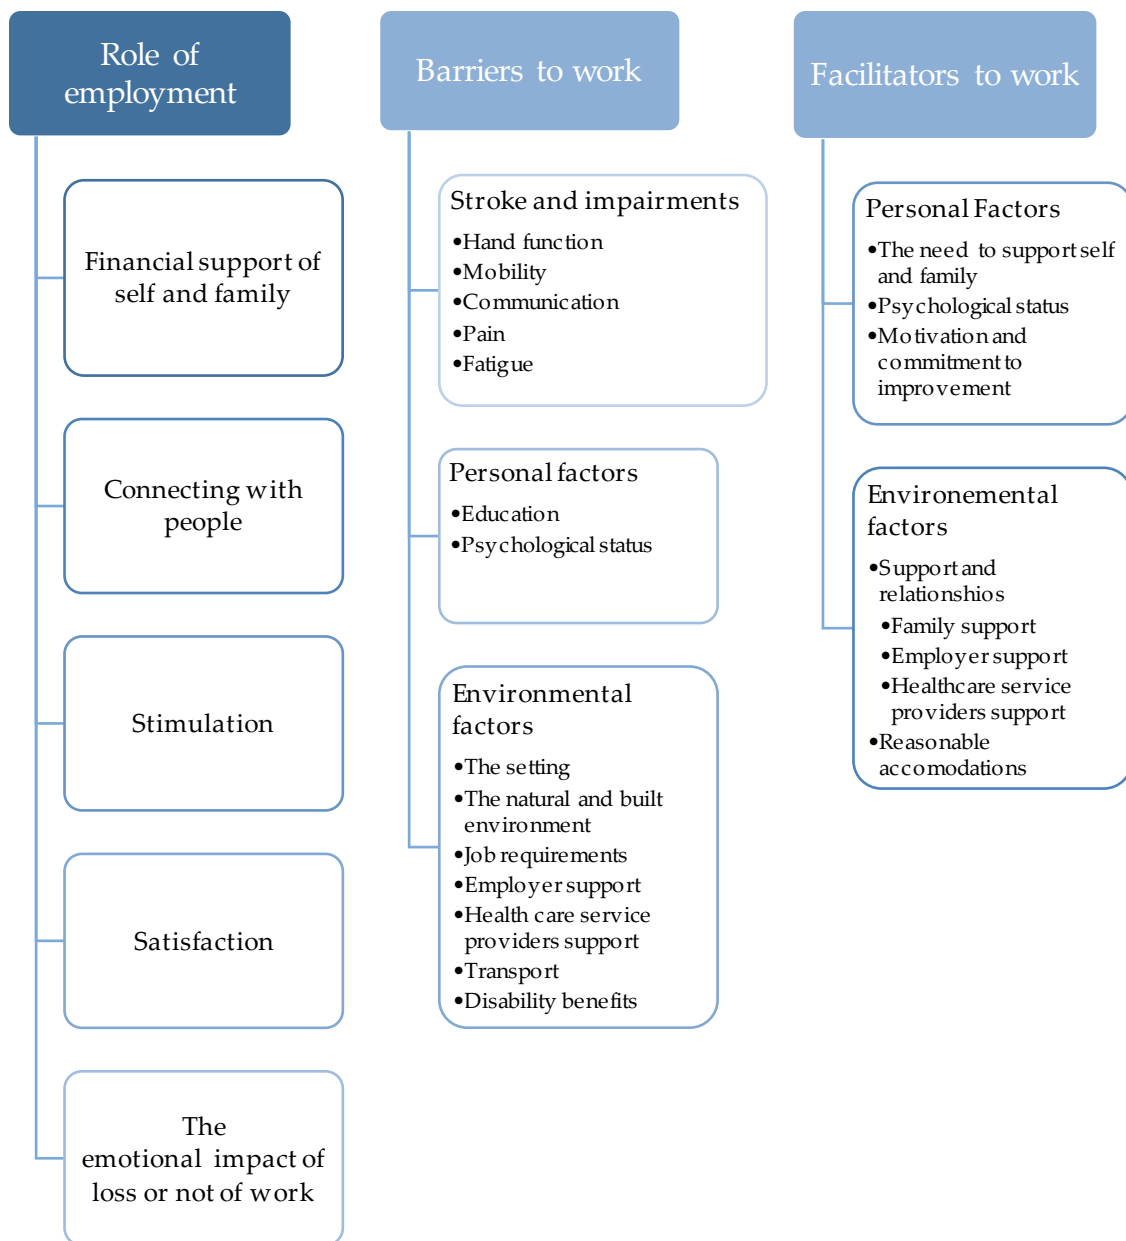 Role of
employment
Financial support of
self and family
Connecting with
people
Stimulation
Satisfaction
The
emotional impact of
loss or not of work
Barriers to work
Stroke and impairments
•Hand function
•Mobility
•Communication
•Pain
•Fatigue
Personal factors
•Education
•Psychological status
Environmental
factors
•The setting
•The natural and built
environment
•Job requirements
•Employer support
•Health care service
providers support
•Transport
•Disability benefits
Facilitators to work
Personal Factors
•The need to support self
and family
•Psychological status
•Motivation and
commitment to
improvement
Environemental
factors
•Support and
relationshios
•Family support
•Employer support
•Healthcare service
providers support
•Reasonable
accomodations